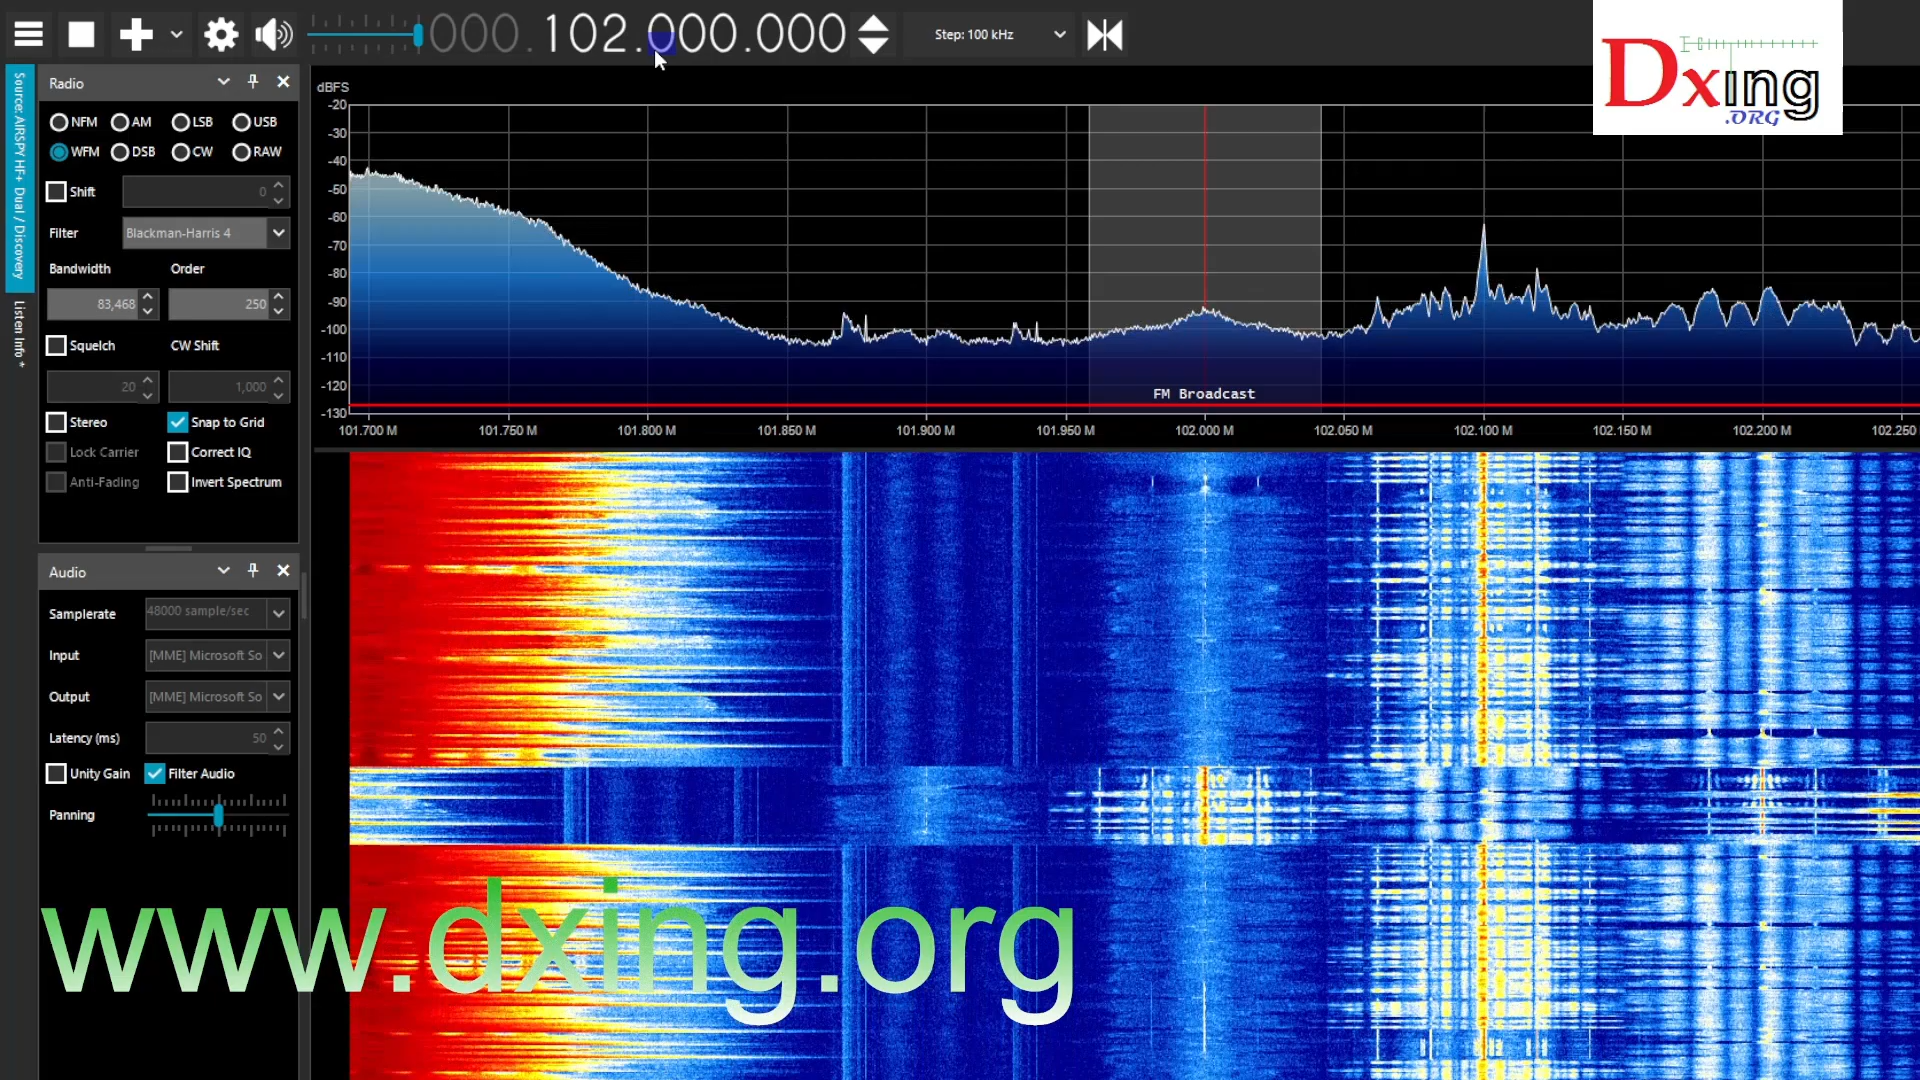 000.102.000.000
Step: 100 kHz
Dxing
.ORG
Source: AIRSPY HF+ Dual / Discovery
Listen Info *
Radio
NFM AM LSB USB
WFM DSB CW RAW
Shift 0
Filter Blackman-Harris 4
Bandwidth Order
83,468 250
Squelch CW Shift
20 1,000
Stereo Snap to Grid
Lock Carrier Correct IQ
Anti-Fading Invert Spectrum
Audio
Samplerate 48000 sample/sec
Input [MME] Microsoft So
Output [MME] Microsoft So
Latency (ms) 50
Unity Gain Filter Audio
Panning
dBFS
-20
-30
-40
-50
-60
-70
-80
-90
-100
-110
-120
-130
FM Broadcast
101.700 M 101.750 M 101.800 M 101.850 M 101.900 M 101.950 M 102.000 M 102.050 M 102.100 M 102.150 M 102.200 M 102.250
www.dxing.org